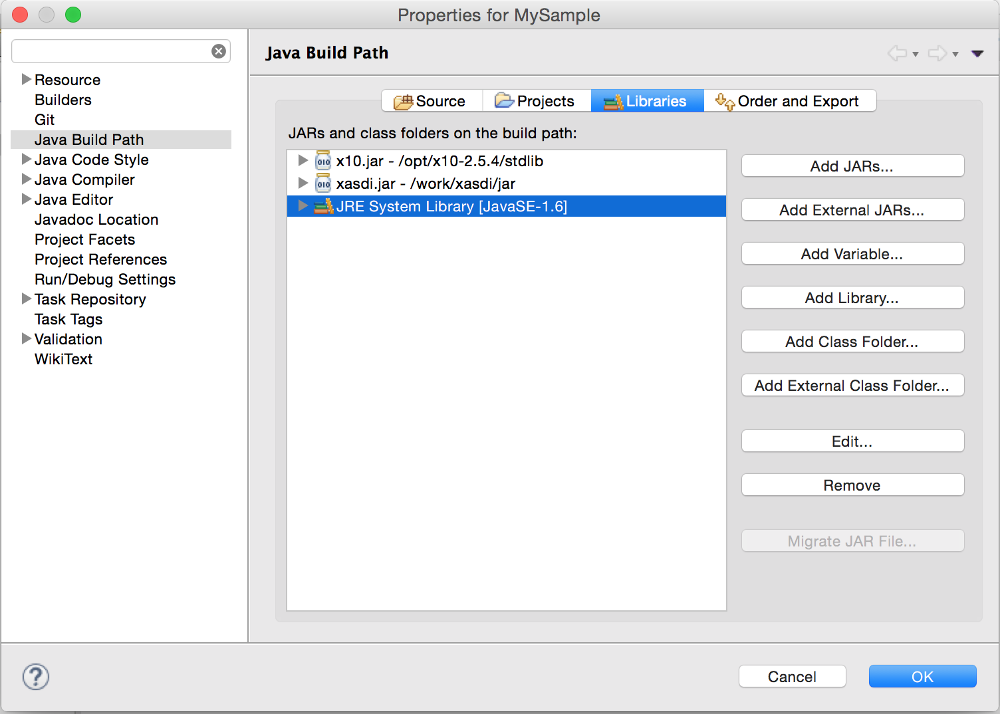 Properties for MySample
Java Build Path
Resource
Builders
Git
Java Build Path
Java Code Style
Java Compiler
Java Editor
Javadoc Location
Project Facets
Project References
Run/Debug Settings
Task Repository
Task Tags
Validation
WikiText
Source Projects Libraries Order and Export
JARs and class folders on the build path:
x10.jar - /opt/x10-2.5.4/stdlib
xasdi.jar - /work/xasdi/jar
JRE System Library [JavaSE-1.6]
Add JARs...
Add External JARs...
Add Variable...
Add Library...
Add Class Folder...
Add External Class Folder...
Edit...
Remove
Migrate JAR File...
?
Cancel OK